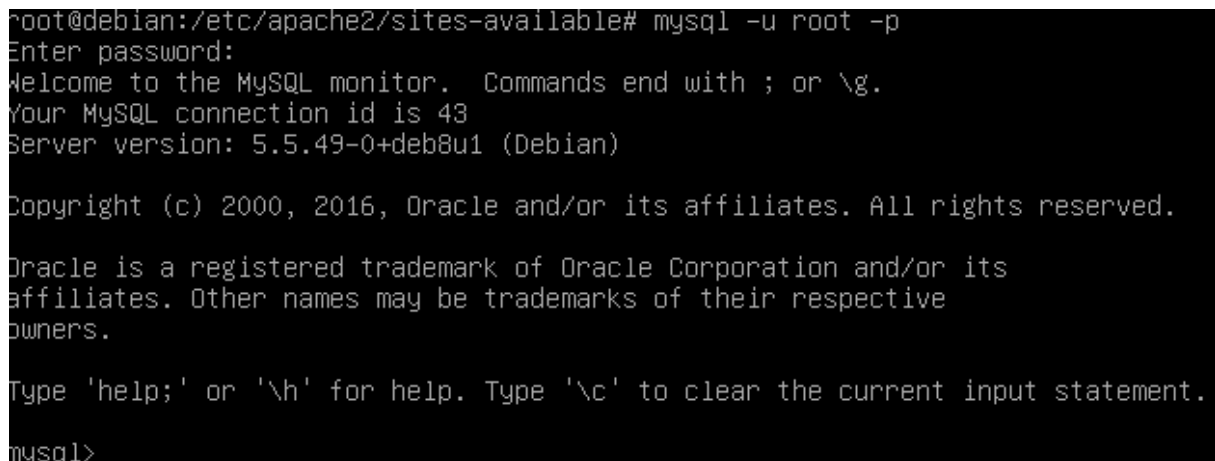 root@debian:/etc/apache2/sites-available# mysql -u root -p
Enter password:
Welcome to the MySQL monitor.  Commands end with ; or \g.
Your MySQL connection id is 43
Server version: 5.5.49-0+deb8u1 (Debian)
Copyright (c) 2000, 2016, Oracle and/or its affiliates. All rights reserved.
Oracle is a registered trademark of Oracle Corporation and/or its
affiliates. Other names may be trademarks of their respective
owners.
Type 'help;' or '\h' for help. Type '\c' to clear the current input statement.
mysql>